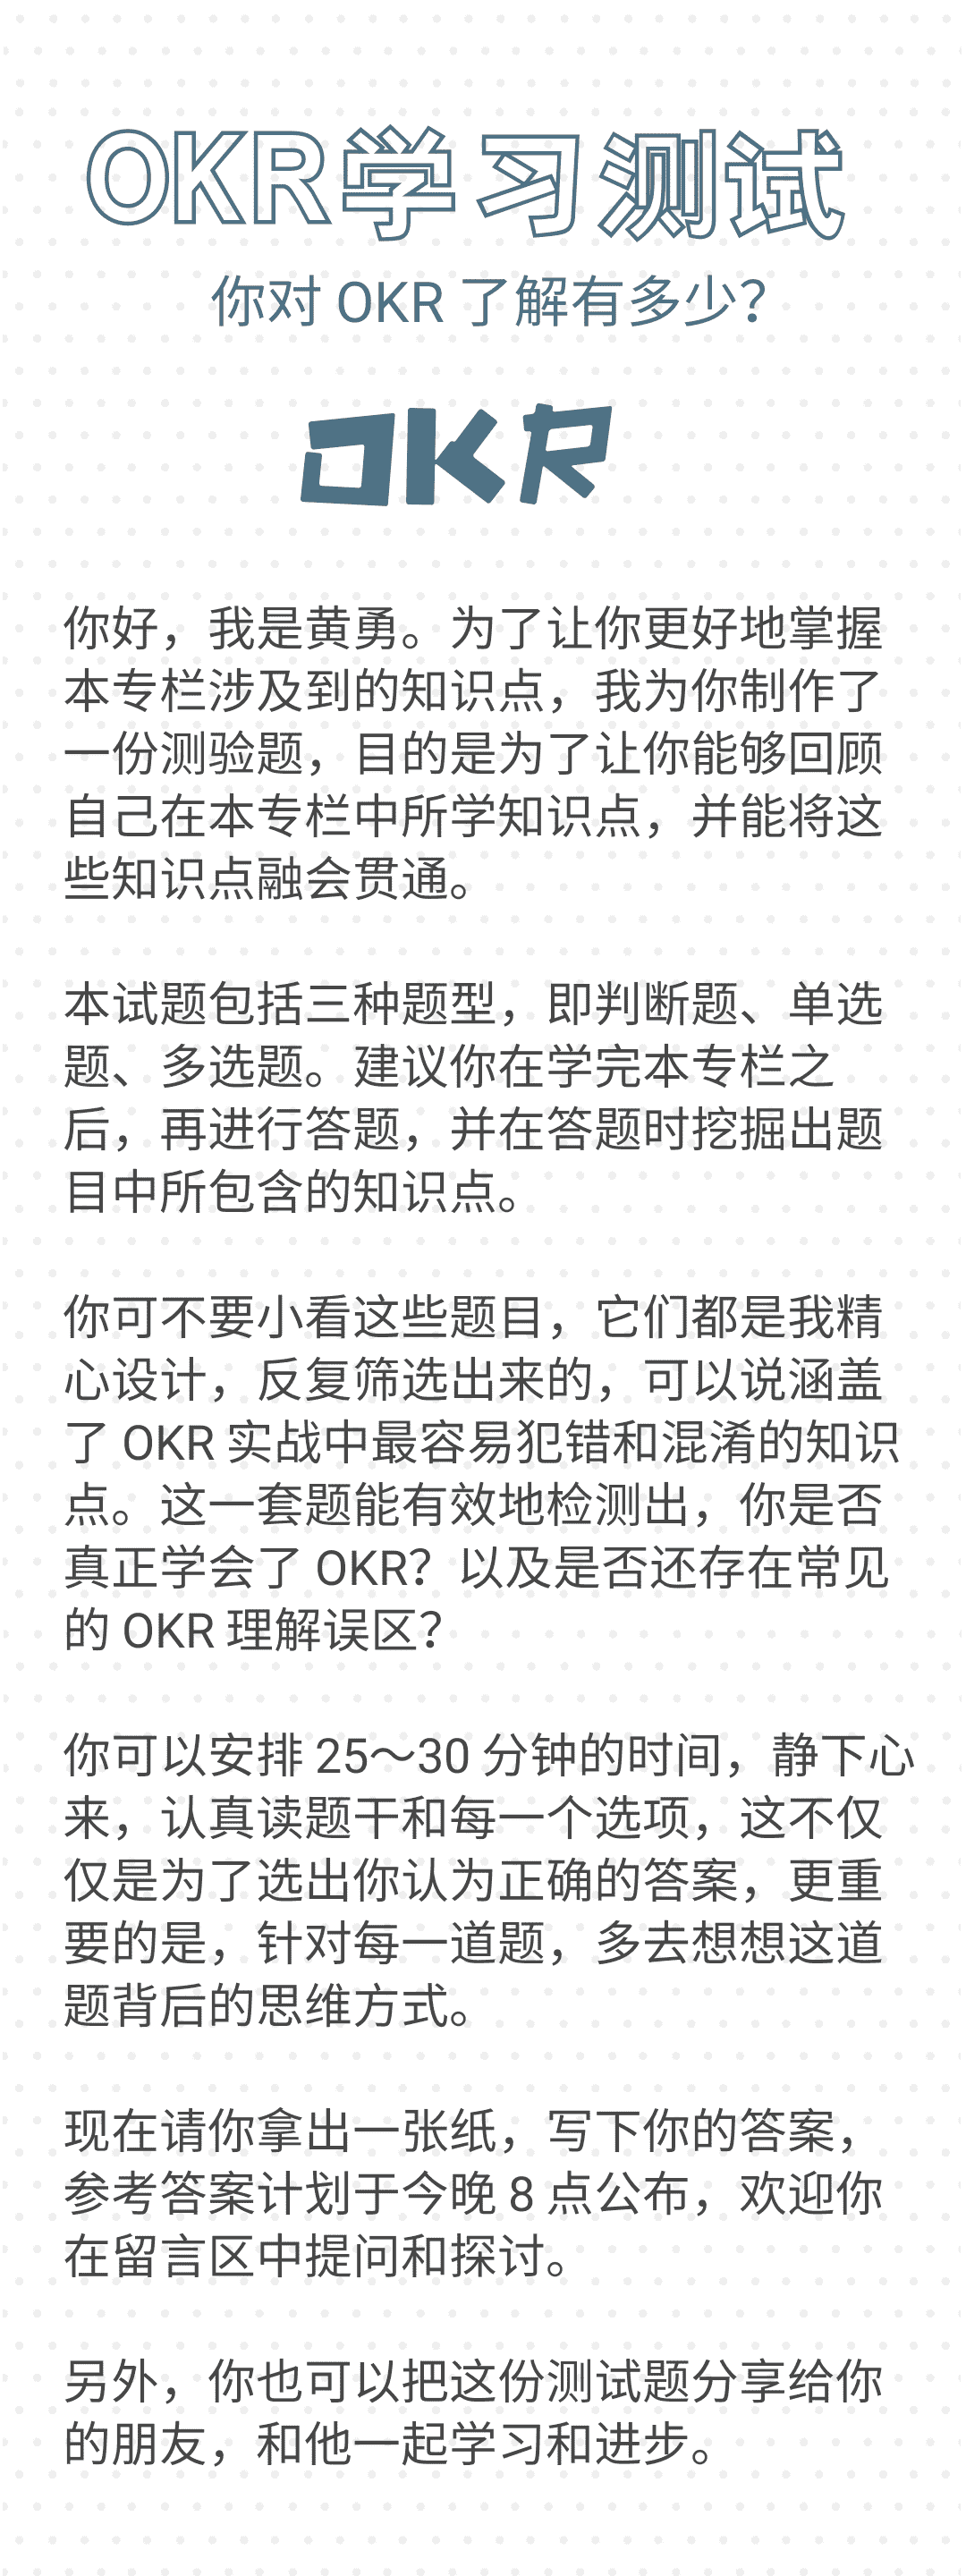 OKR学习测试
你对 OKR 了解有多少？
OKR
你好，我是黄勇。为了让你更好地掌握
本专栏涉及到的知识点，我为你制作了
一份测验题，目的是为了让你能够回顾
自己在本专栏中所学知识点，并能将这
些知识点融会贯通。
本试题包括三种题型，即判断题、单选
题、多选题。建议你在学完本专栏之
后，再进行答题，并在答题时挖掘出题
目中所包含的知识点。
你可不要小看这些题目，它们都是我精
心设计，反复筛选出来的，可以说涵盖
了 OKR 实战中最容易犯错和混淆的知识
点。这一套题能有效地检测出，你是否
真正学会了 OKR？以及是否还存在常见
的 OKR 理解误区？
你可以安排 25～30 分钟的时间，静下心
来，认真读题干和每一个选项，这不仅
仅是为了选出你认为正确的答案，更重
要的是，针对每一道题，多去想想这道
题背后的思维方式。
现在请你拿出一张纸，写下你的答案，
参考答案计划于今晚 8 点公布，欢迎你
在留言区中提问和探讨。
另外，你也可以把这份测试题分享给你
的朋友，和他一起学习和进步。